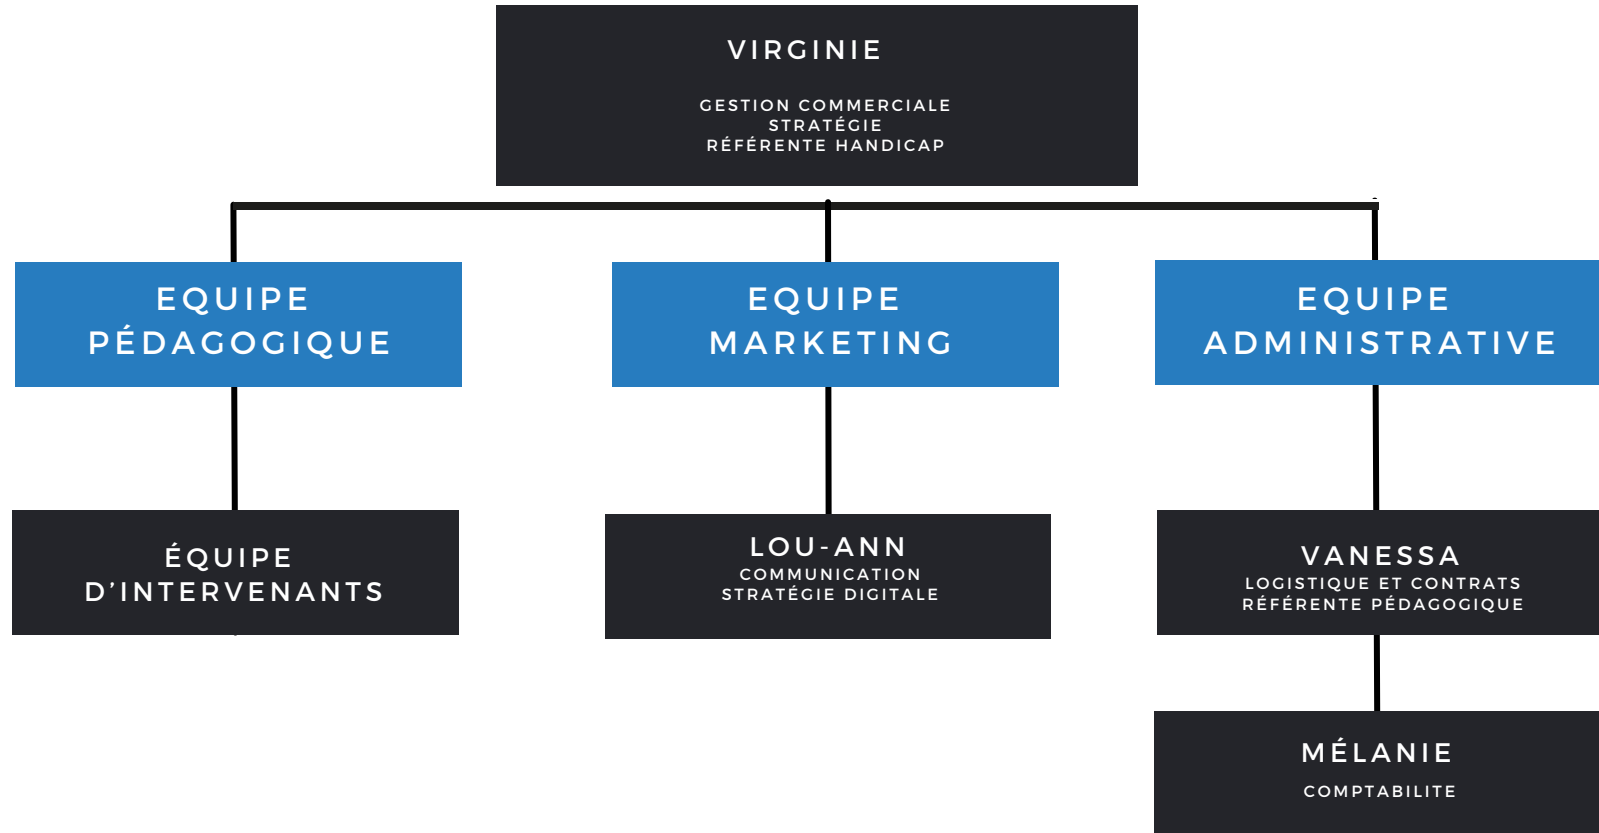 VIRGINIE
GESTION COMMERCIALE
STRATÉGIE
RÉFÉRENTE HANDICAP
EQUIPE
PÉDAGOGIQUE
EQUIPE
MARKETING
EQUIPE
ADMINISTRATIVE
ÉQUIPE
D’INTERVENANTS
LOU-ANN
COMMUNICATION
STRATÉGIE DIGITALE
VANESSA
LOGISTIQUE ET CONTRATS
RÉFÉRENTE PÉDAGOGIQUE
MÉLANIE
COMPTABILITE